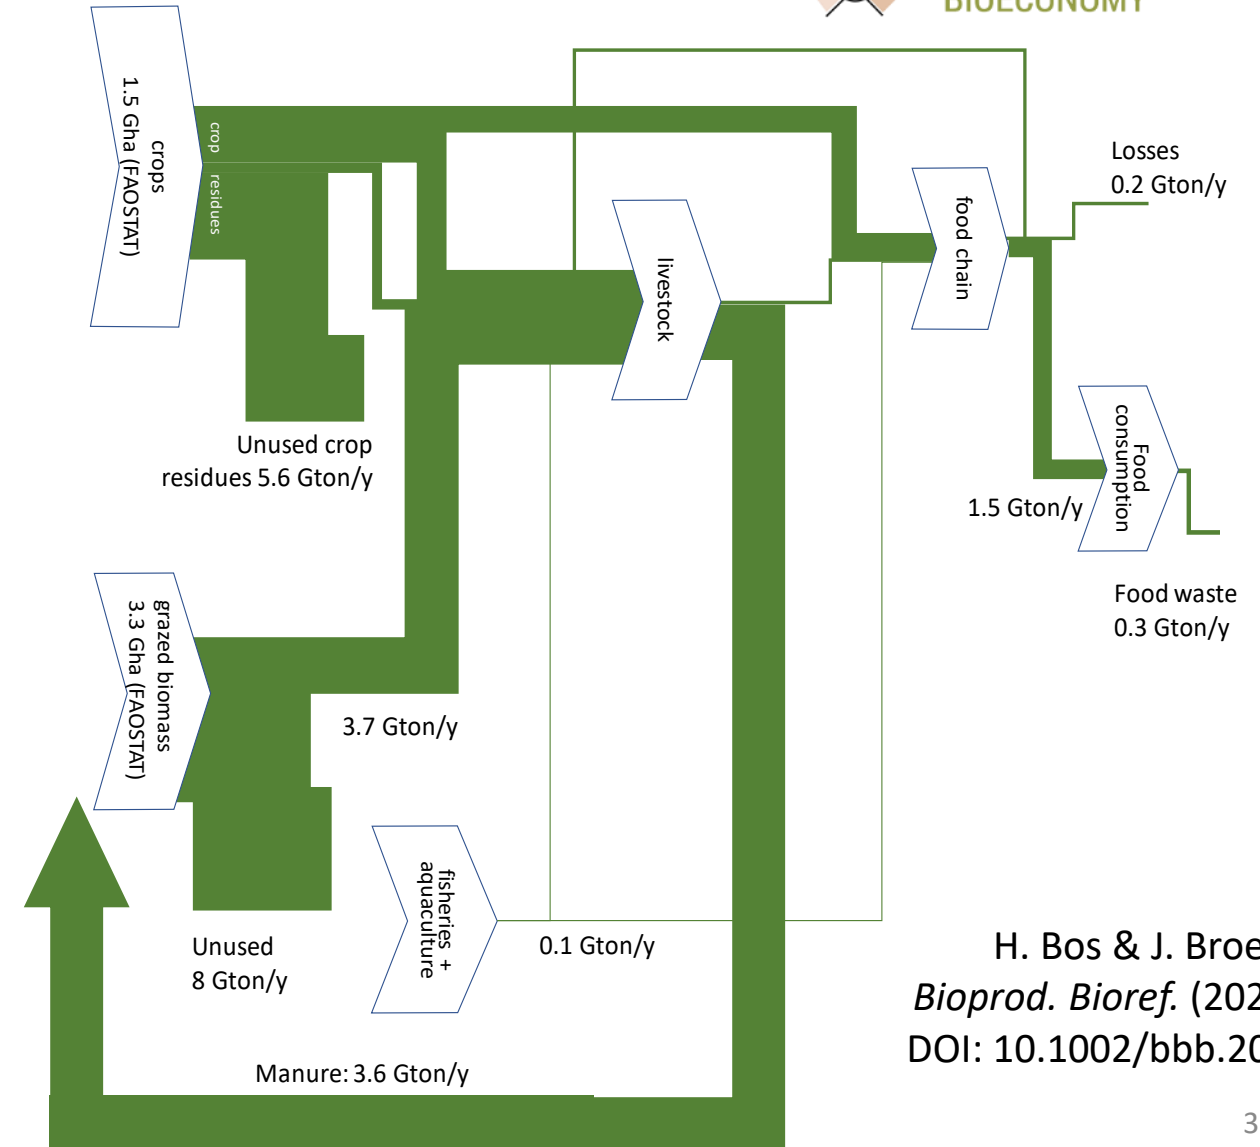 BIOECONOMY
crops
1.5 Gha (FAOSTAT)
crop
residues
Losses
0.2 Gton/y
food chain
livestock
Unused crop
residues 5.6 Gton/y
Food
consumption
1.5 Gton/y
Food waste
0.3 Gton/y
grazed biomass
3.3 Gha (FAOSTAT)
3.7 Gton/y
fisheries +
aquaculture
Unused
8 Gton/y
0.1 Gton/y
H. Bos & J. Broe
Bioprod. Bioref. (202
DOI: 10.1002/bbb.20
Manure: 3.6 Gton/y
3